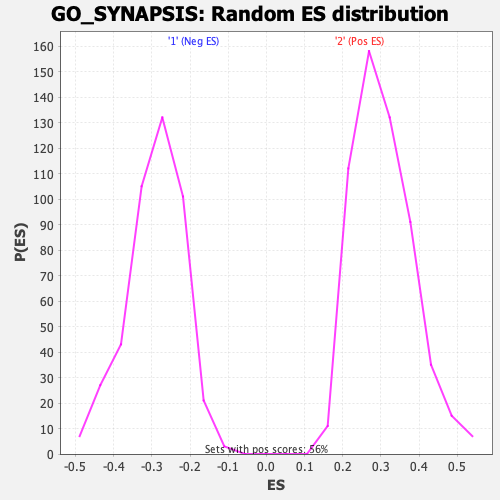 GO_SYNAPSIS: Random ES distribution
'1' (Neg ES) '2' (Pos ES)
160
150
140
130
120
110
100
90
80
70
60
50
40
30
20
10
0
P(ES)
Sets with pos scores: 56%
-0.5 -0.4 -0.3 -0.2 -0.1 0.0 0.1 0.2 0.3 0.4 0.5
ES